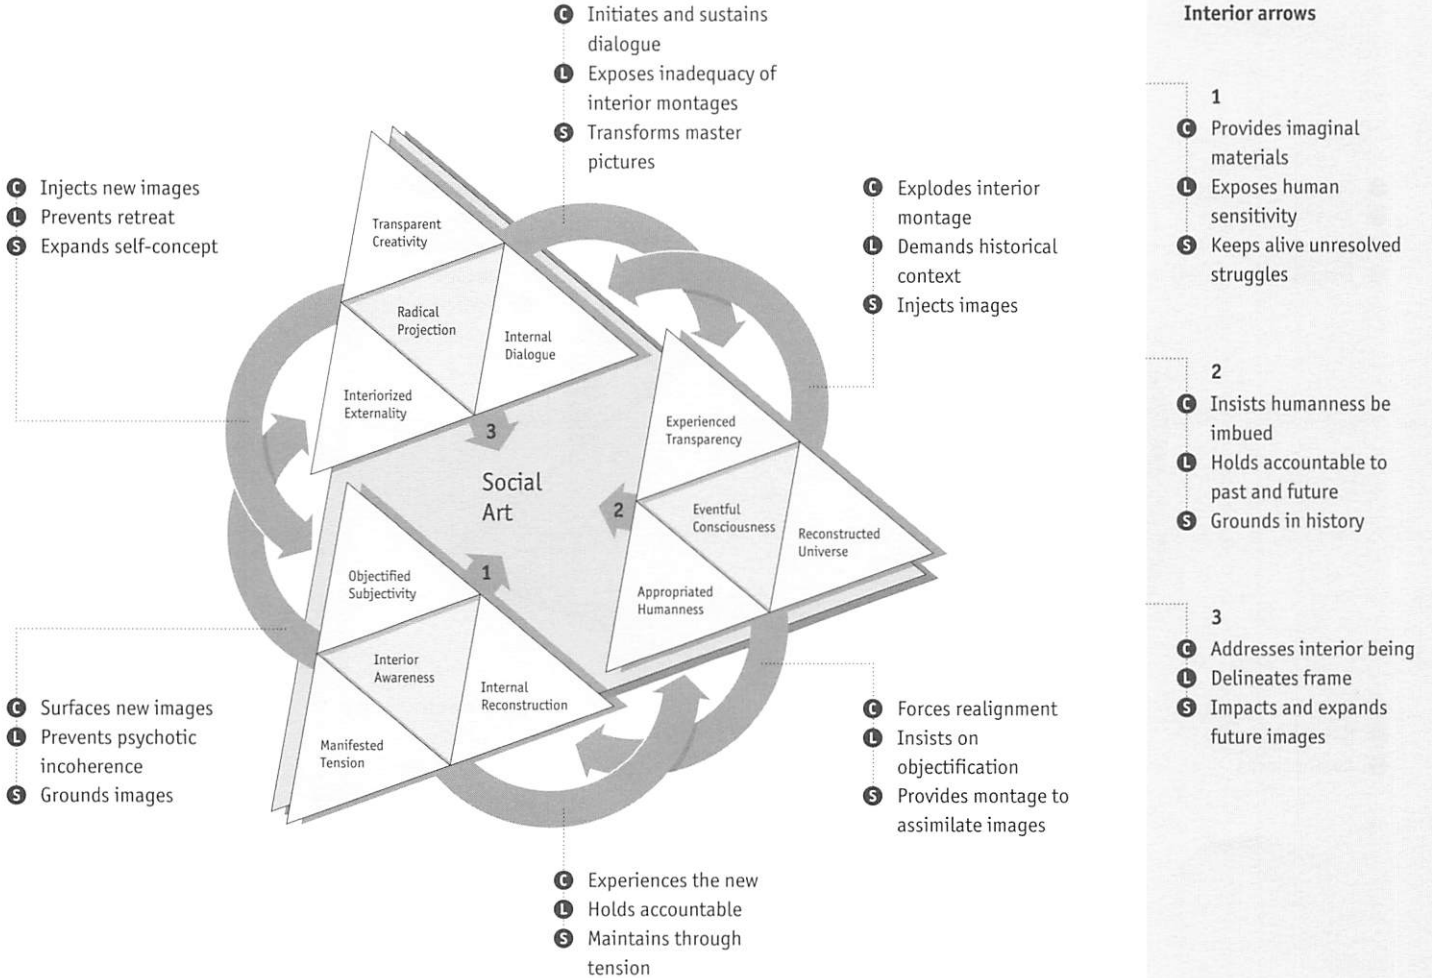 C Initiates and sustains
dialogue
L Exposes inadequacy of
interior montages
S Transforms master
pictures
C Injects new images
L Prevents retreat
S Expands self-concept
C Explodes interior
montage
L Demands historical
context
S Injects images
Transparent
Creativity
Radical
Projection
Internal
Dialogue
Interiorized
Externality
3
Experienced
Transparency
Social
Art
2
Eventful
Consciousness
Reconstructed
Universe
Appropriated
Humanness
1
Objectified
Subjectivity
Interior
Awareness
Internal
Reconstruction
Manifested
Tension
C Surfaces new images
L Prevents psychotic
incoherence
S Grounds images
C Forces realignment
L Insists on
objectification
S Provides montage to
assimilate images
C Experiences the new
L Holds accountable
S Maintains through
tension
Interior arrows
1
C Provides imaginal
materials
L Exposes human
sensitivity
S Keeps alive unresolved
struggles
2
C Insists humanness be
imbued
L Holds accountable to
past and future
S Grounds in history
3
C Addresses interior being
L Delineates frame
S Impacts and expands
future images